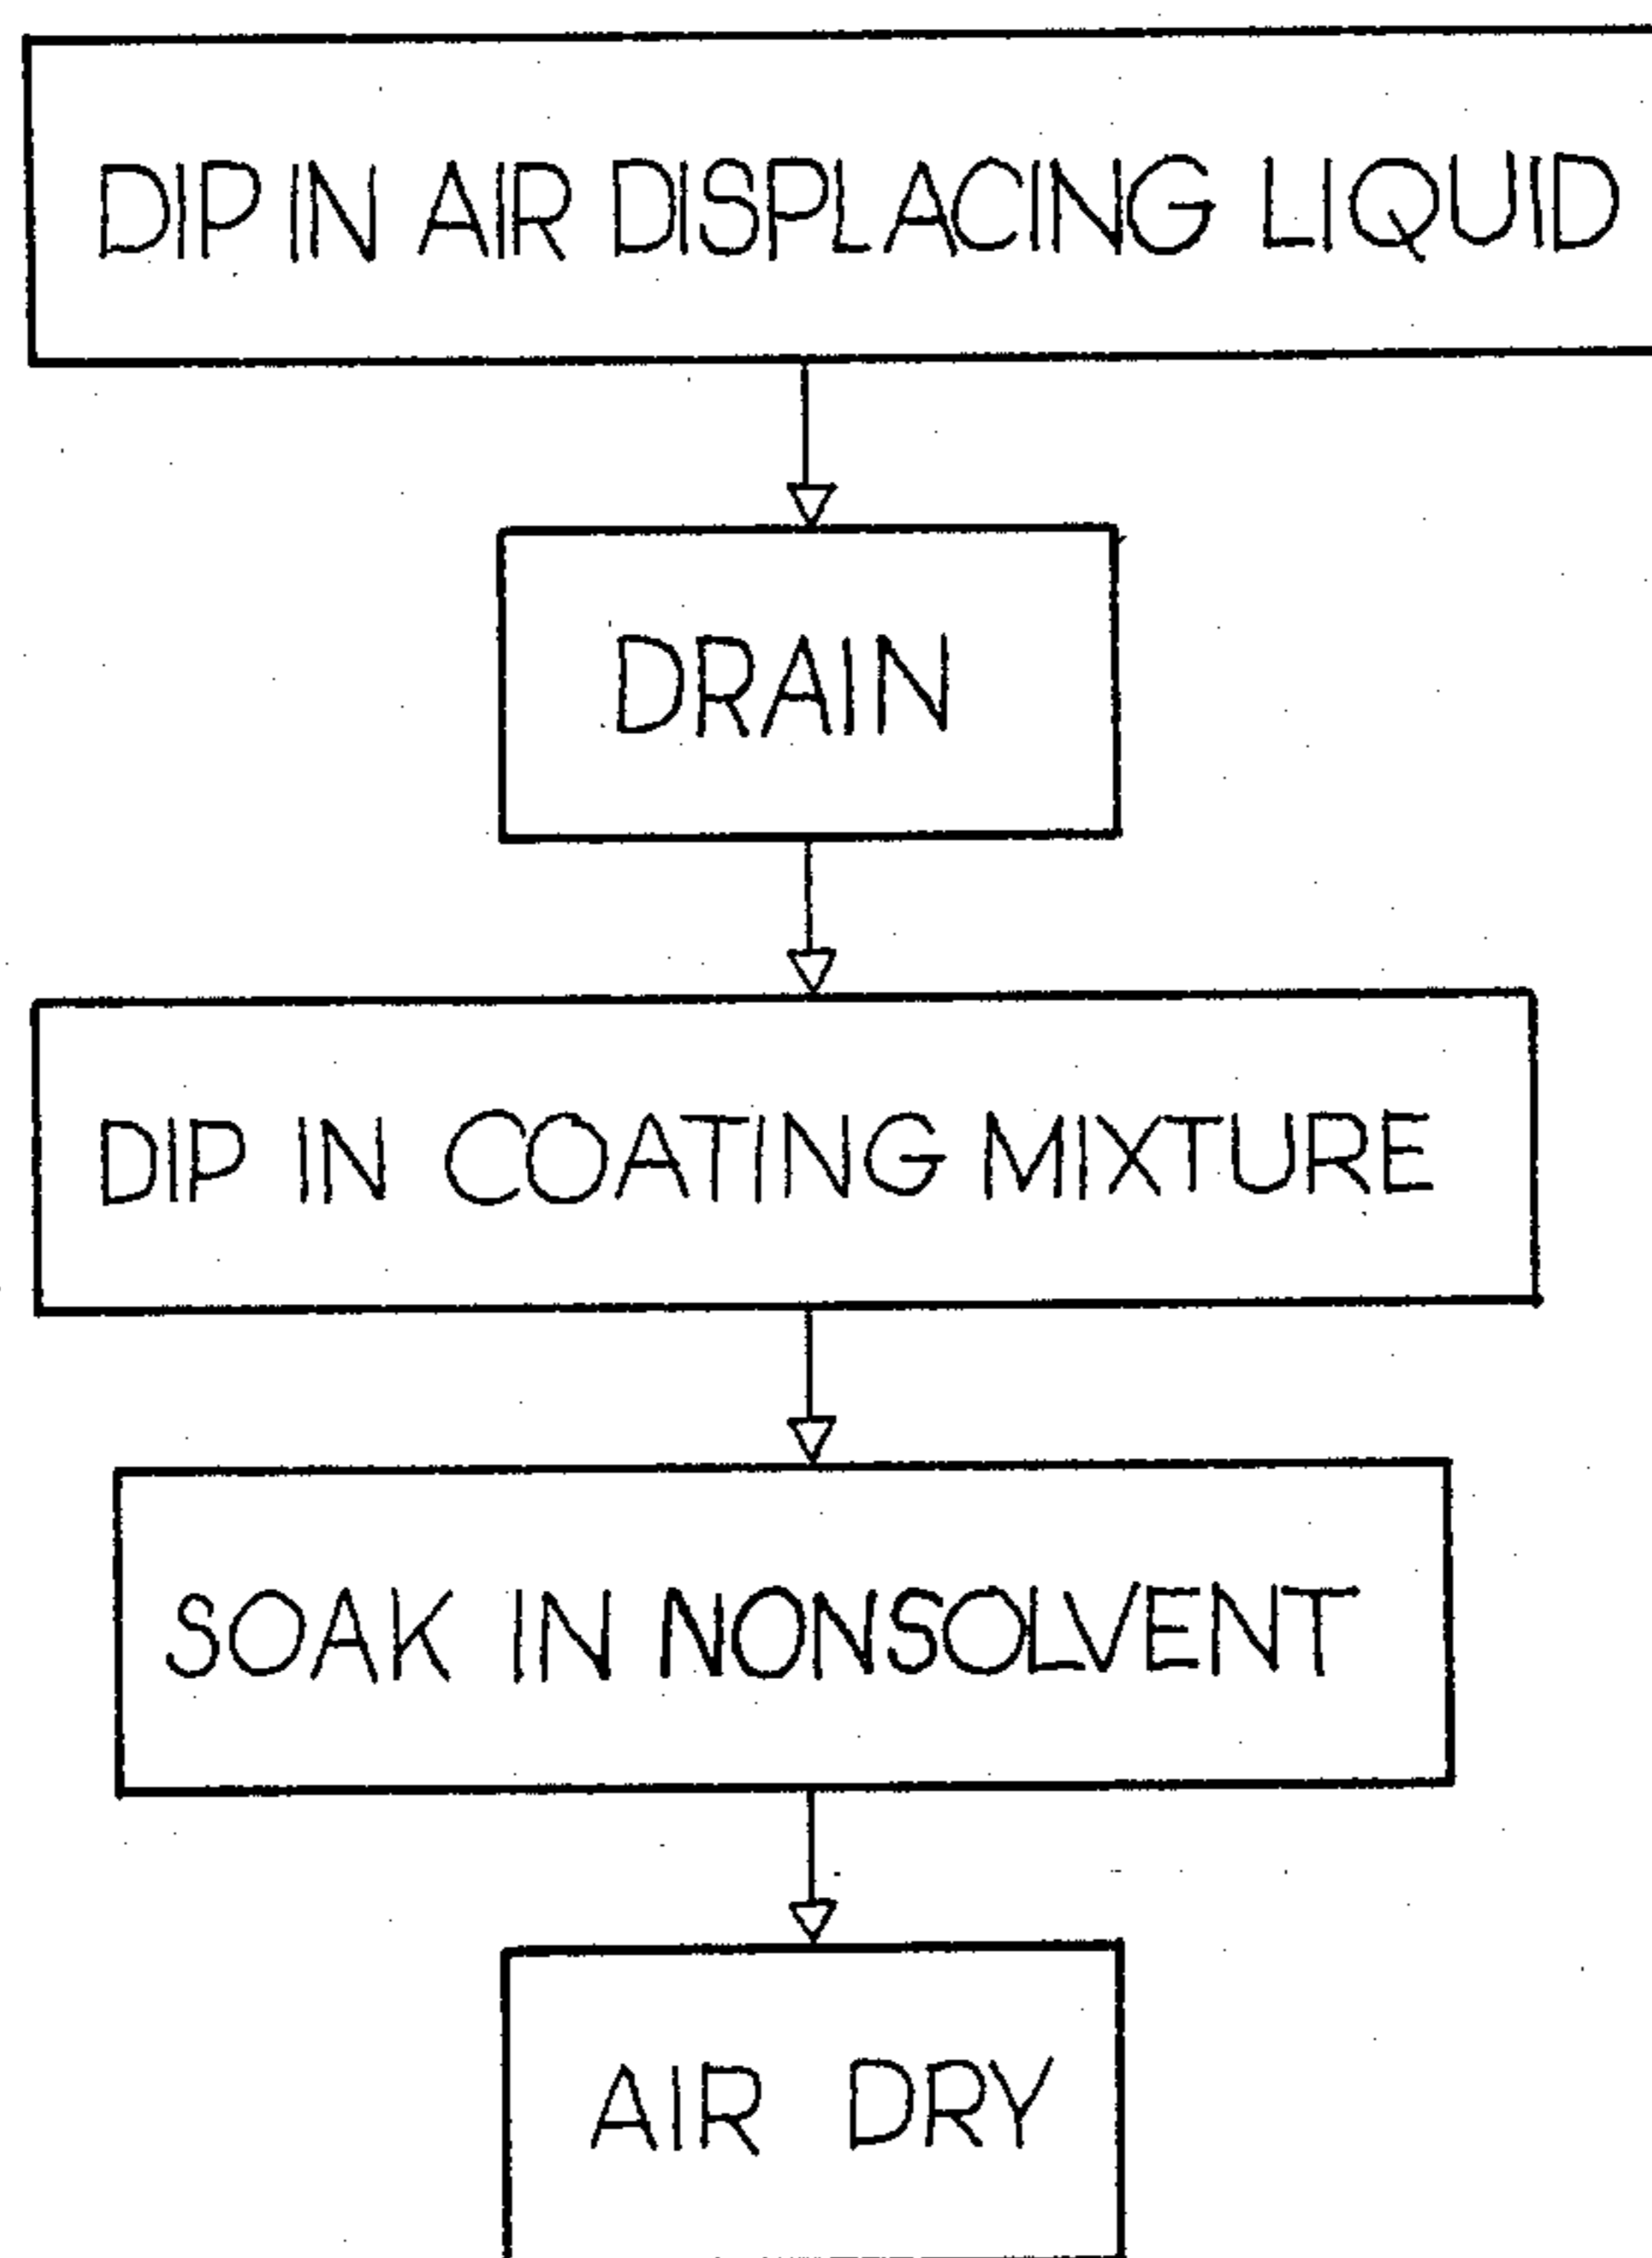 DIP IN AIR DISPLACING LIQUID
DRAIN
DIP IN COATING MIXTURE
SOAK IN NONSOLVENT
AIR DRY